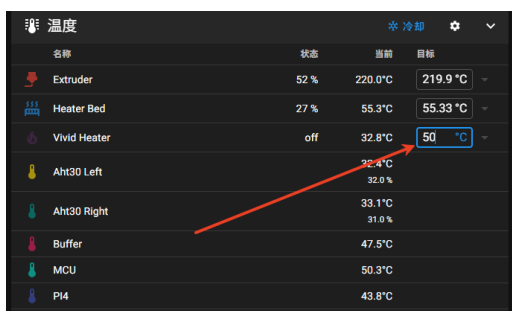 温度 冷却
名称 状态 当前 目标
Extruder 52 % 220.0°C 219.9 °C
Heater Bed 27 % 55.3°C 55.33 °C
Vivid Heater off 32.8°C 50 °C
Aht30 Left 32.4°C
32.0 %
Aht30 Right 33.1°C
31.0 %
Buffer 47.5°C
MCU 50.3°C
PI4 43.8°C